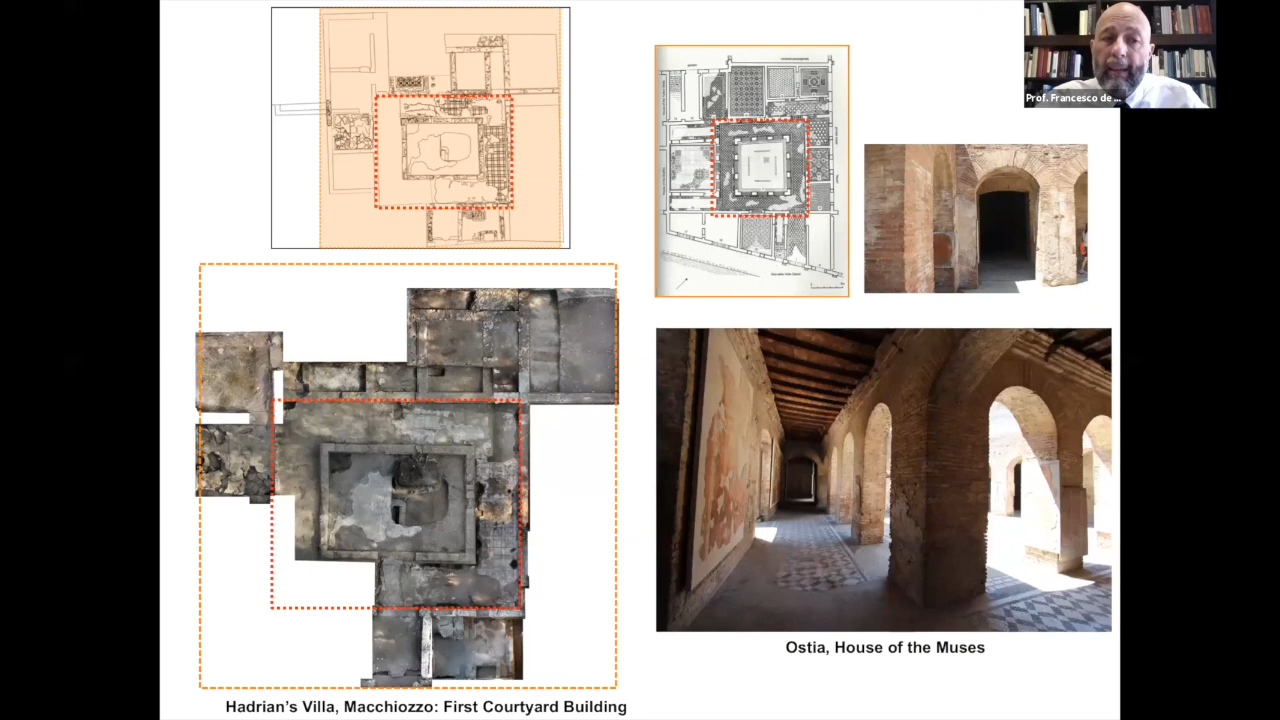 Prof. Francesco de ...
Ostia, House of the Muses
Hadrian's Villa, Macchiozzo: First Courtyard Building